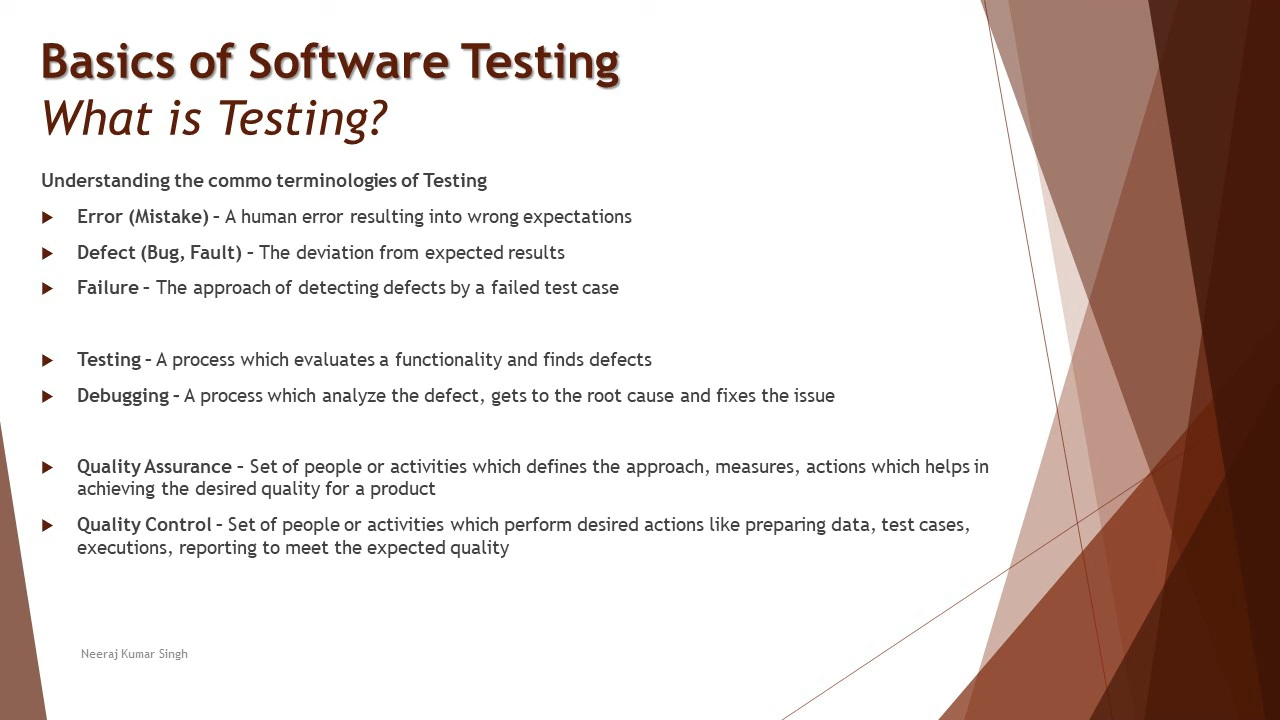 Basics of Software Testing
What is Testing?
Understanding the commo terminologies of Testing
Error (Mistake) – A human error resulting into wrong expectations
Defect (Bug, Fault) – The deviation from expected results
Failure – The approach of detecting defects by a failed test case
Testing – A process which evaluates a functionality and finds defects
Debugging – A process which analyze the defect, gets to the root cause and fixes the issue
Quality Assurance – Set of people or activities which defines the approach, measures, actions which helps in
achieving the desired quality for a product
Quality Control – Set of people or activities which perform desired actions like preparing data, test cases,
executions, reporting to meet the expected quality
Neeraj Kumar Singh